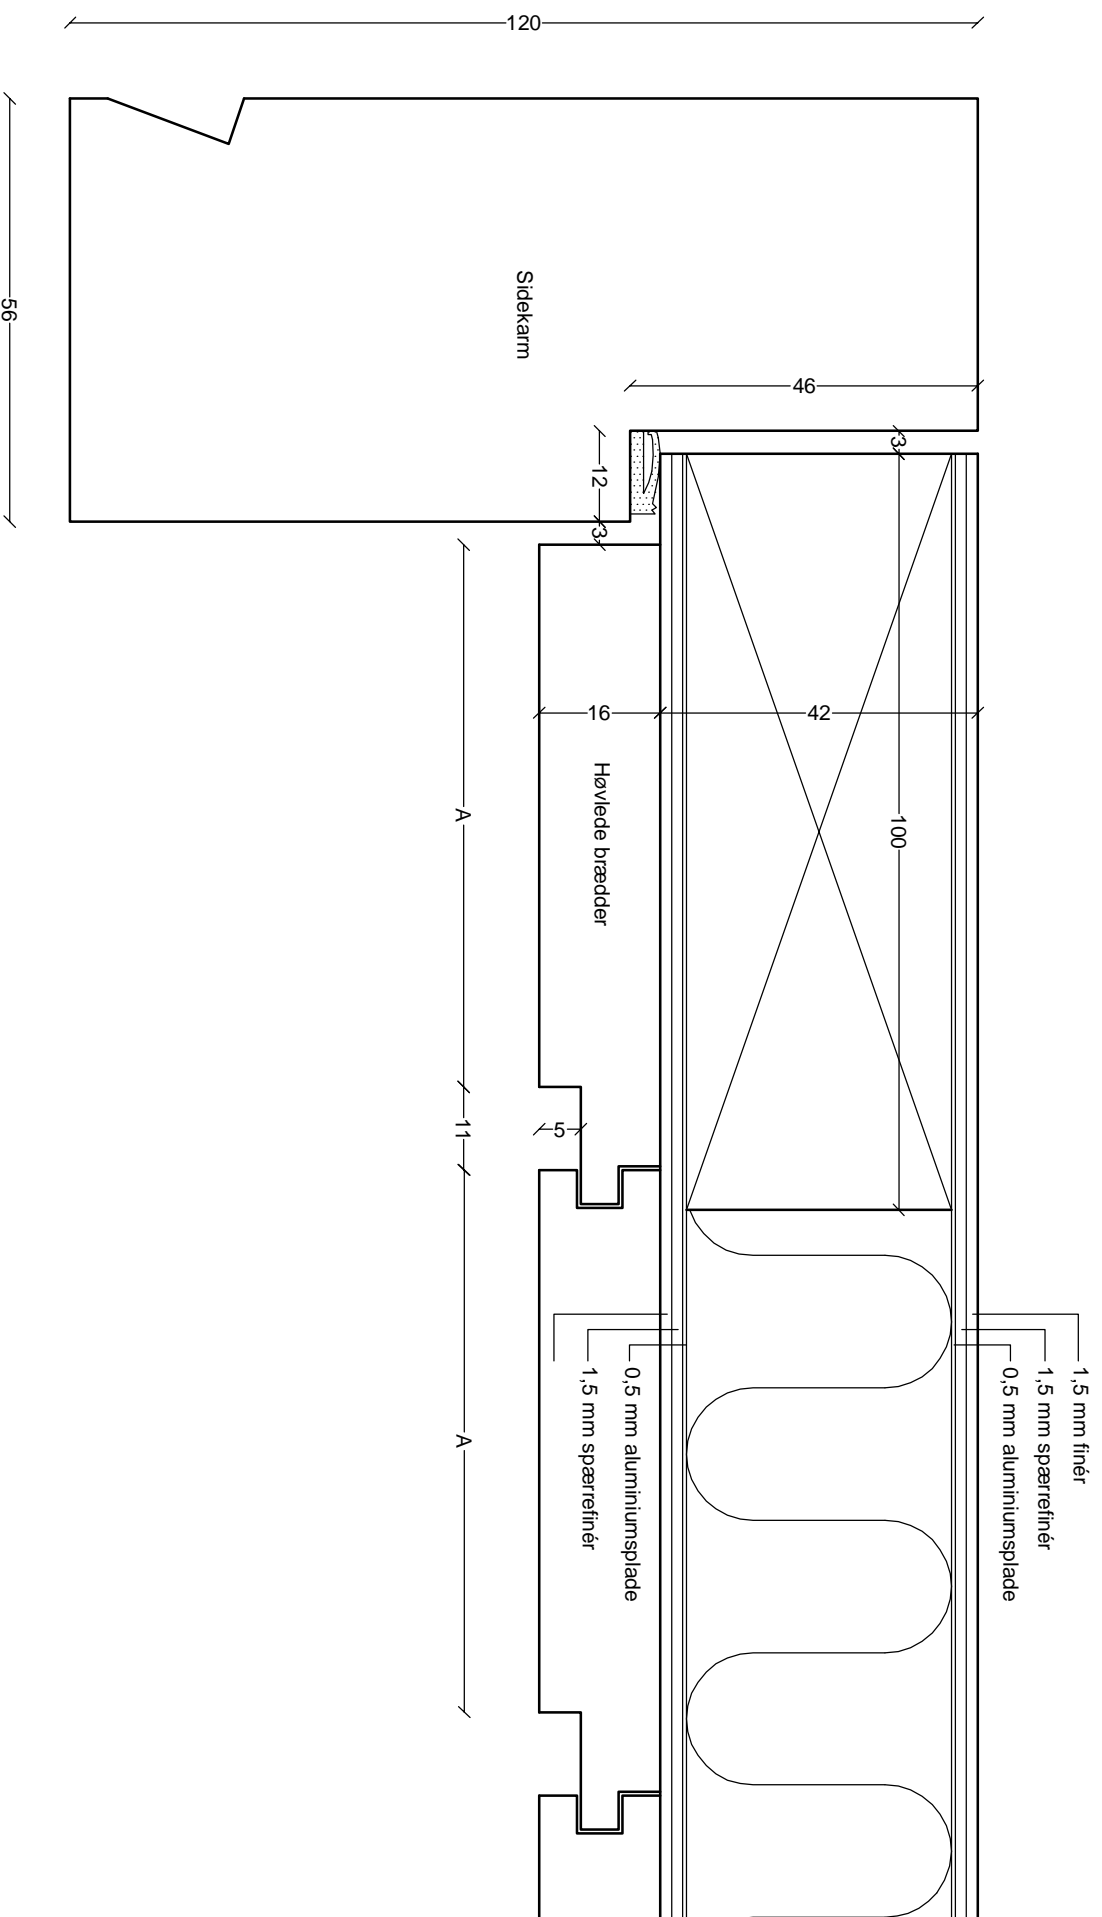 120
56
Sidekarm
46
3
12
3
16
42
Høvlede brædder
100
A
11
5
A
1,5 mm finér
1,5 mm spærrefinér
0,5 mm aluminiumsplade
0,5 mm aluminiumsplade
1,5 mm spærrefinér